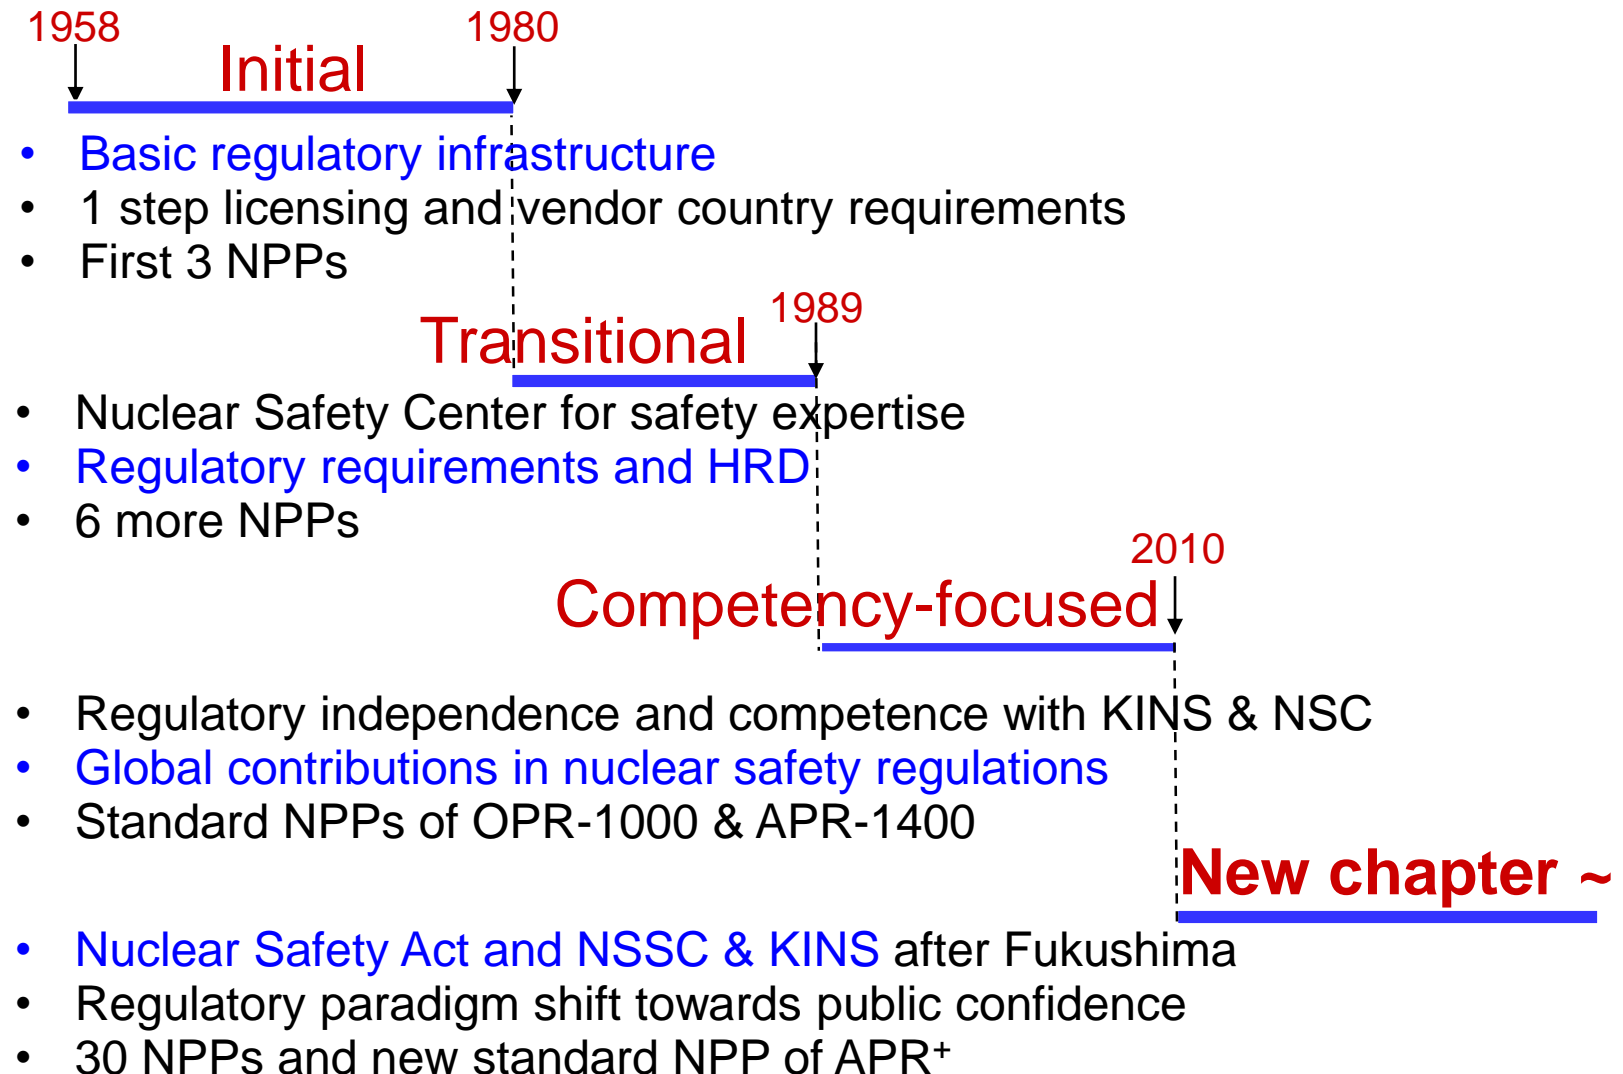 1958
1980
Initial
• Basic regulatory infrastructure
• 1 step licensing and vendor country requirements
• First 3 NPPs
1989
Transitional
• Nuclear Safety Center for safety expertise
• Regulatory requirements and HRD
• 6 more NPPs
2010
Competency-focused
• Regulatory independence and competence with KINS & NSC
• Global contributions in nuclear safety regulations
• Standard NPPs of OPR-1000 & APR-1400
New chapter ~
• Nuclear Safety Act and NSSC & KINS after Fukushima
• Regulatory paradigm shift towards public confidence
• 30 NPPs and new standard NPP of APR⁺